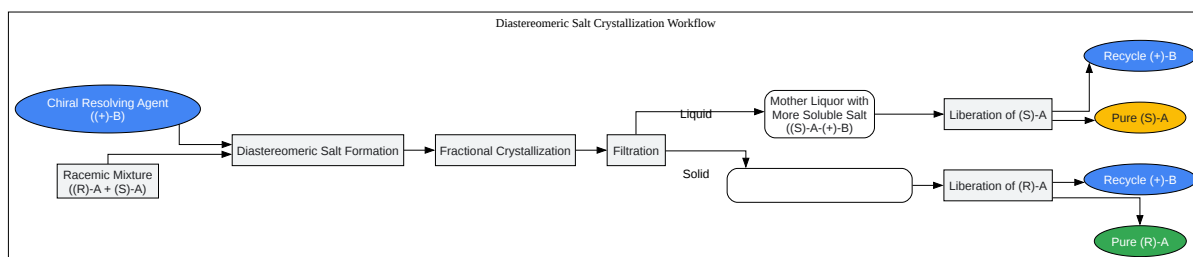 Diastereomeric Salt Crystallization Workflow
Chiral Resolving Agent
((+)-B)
Racemic Mixture
((R)-A + (S)-A)
Diastereomeric Salt Formation
Fractional Crystallization
Filtration
Liquid
Solid
Mother Liquor with
More Soluble Salt
((S)-A-(+)-B)
Liberation of (S)-A
Recycle (+)-B
Pure (S)-A
Liberation of (R)-A
Recycle (+)-B
Pure (R)-A